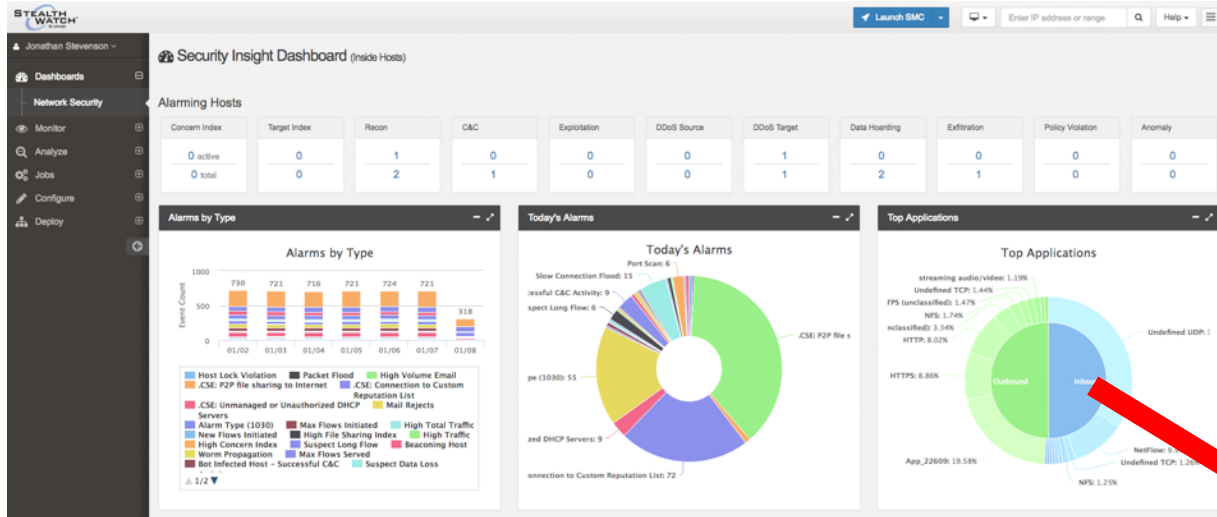 STEALTH
WATCH
Launch SMC
Enter IP address or range
Help
Jonathan Stevenson
Dashboards
Network Security
Monitor
Analyze
Jobs
Configure
Deploy
Security Insight Dashboard (Inside Hosts)
Alarming Hosts
Concern Index Target Index Recon C&C Exploitation DDoS Source DDoS Target Data Hoarding Exfiltration Policy Violation Anomaly
0 active 0 1 0 0 0 1 0 0 0 0
0 total 0 2 1 0 0 1 2 1 0 0
Alarms by Type
Alarms by Type
Event Count
1000
500
0
730 721 716 721 724 721 318
01/02 01/03 01/04 01/05 01/06 01/07 01/08
Host Lock Violation Packet Flood High Volume Email
.CSE: P2P file sharing to Internet .CSE: Connection to Custom
Reputation List
.CSE: Unmanaged or Unauthorized DHCP Mail Rejects
Servers
Alarm Type (1030) Max Flows Initiated High Total Traffic
New Flows Initiated High File Sharing Index High Traffic
High Concern Index Suspect Long Flow Beaconing Host
Worm Propagation Max Flows Served
Bot Infected Host - Successful C&C Suspect Data Loss
1/2
Today's Alarms
Today's Alarms
Port Scan: 6
Slow Connection Flood: 15
essful C&C Activity: 9
spect Long Flow: 6
.CSE: P2P file s
pe (1030): 55
zed DHCP Servers: 9
onnection to Custom Reputation List: 72
Top Applications
Top Applications
streaming audio/video: 1.19%
Undefined TCP: 1.44%
TPS (unclassified): 1.47%
NFS: 1.74%
nclassified): 3.34%
HTTP: 8.02%
HTTPS: 8.86%
App_22609: 19.58%
Outbound
Inbou
Undefined UDP: 3
NetFlow: 9.
Undefined TCP: 1.26%
NFS: 1.25%